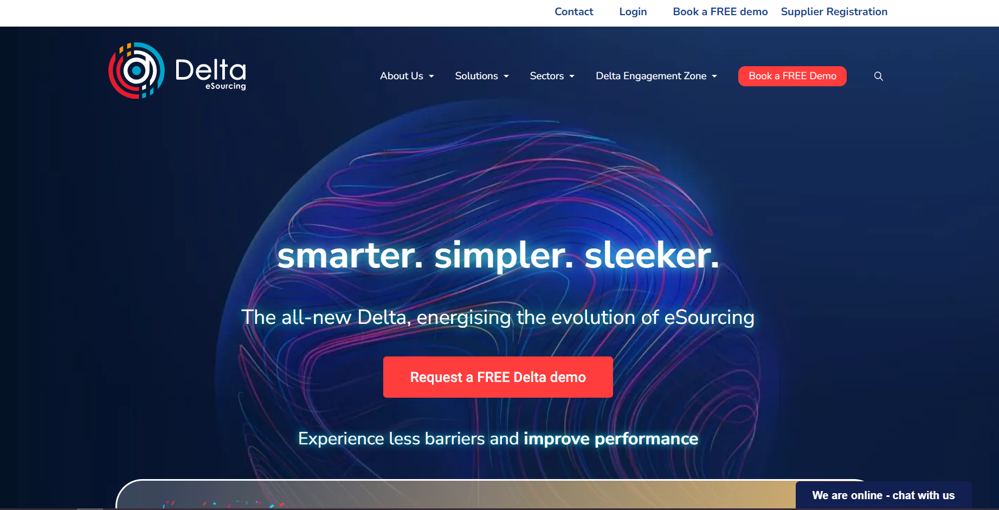 Contact Login Book a FREE demo Supplier Registration
Delta
eSourcing
About Us Solutions Sectors Delta Engagement Zone Book a FREE Demo
smarter. simpler. sleeker.
The all-new Delta, energising the evolution of eSourcing
Request a FREE Delta demo
Experience less barriers and improve performance
We are online - chat with us